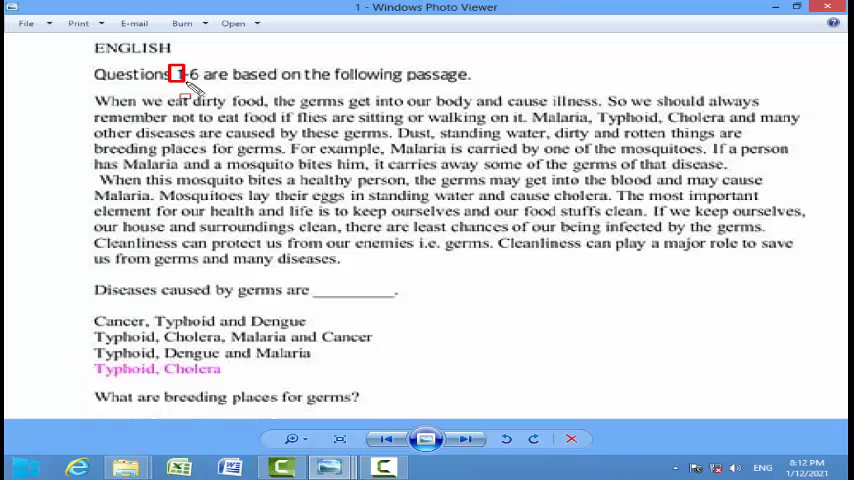 1 - Windows Photo Viewer
File Print E-mail Burn Open
ENGLISH
Questions 1-6 are based on the following passage.
When we eat dirty food, the germs get into our body and cause illness. So we should always
remember not to eat food if flies are sitting or walking on it. Malaria, Typhoid, Cholera and many
other diseases are caused by these germs. Dust, standing water, dirty and rotten things are
breeding places for germs. For example, Malaria is carried by one of the mosquitoes. If a person
has Malaria and a mosquito bites him, it carries away some of the germs of that disease.
When this mosquito bites a healthy person, the germs may get into the blood and may cause
Malaria. Mosquitoes lay their eggs in standing water and cause cholera. The most important
element for our health and life is to keep ourselves and our food stuffs clean. If we keep ourselves,
our house and surroundings clean, there are least chances of our being infected by the germs.
Cleanliness can protect us from our enemies i.e. germs. Cleanliness can play a major role to save
us from germs and many diseases.
Diseases caused by germs are __________.
Cancer, Typhoid and Dengue
Typhoid, Cholera, Malaria and Cancer
Typhoid, Dengue and Malaria
Typhoid, Cholera
What are breeding places for germs?
ENG
8:12 PM
1/12/2021